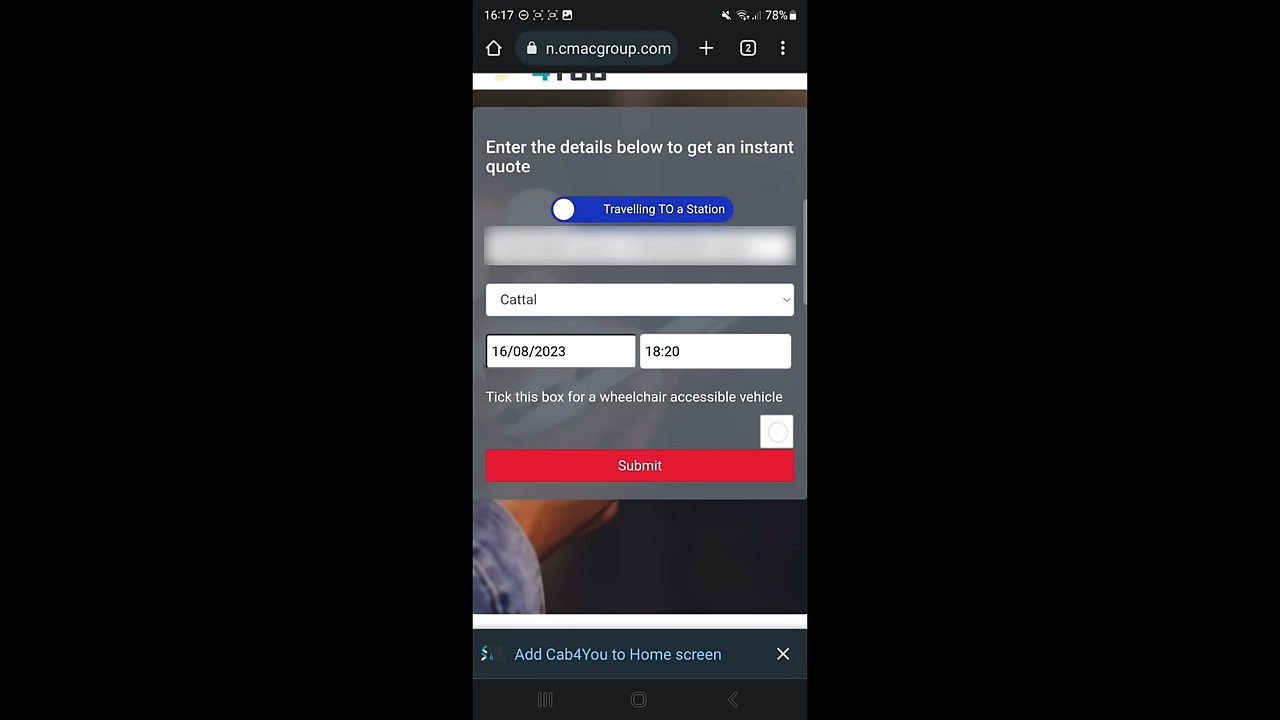 16:17
78%
n.cmacgroup.com
2
Enter the details below to get an instant
quote
Travelling TO a Station
Cattal
16/08/2023
18:20
Tick this box for a wheelchair accessible vehicle
Submit
Add Cab4You to Home screen